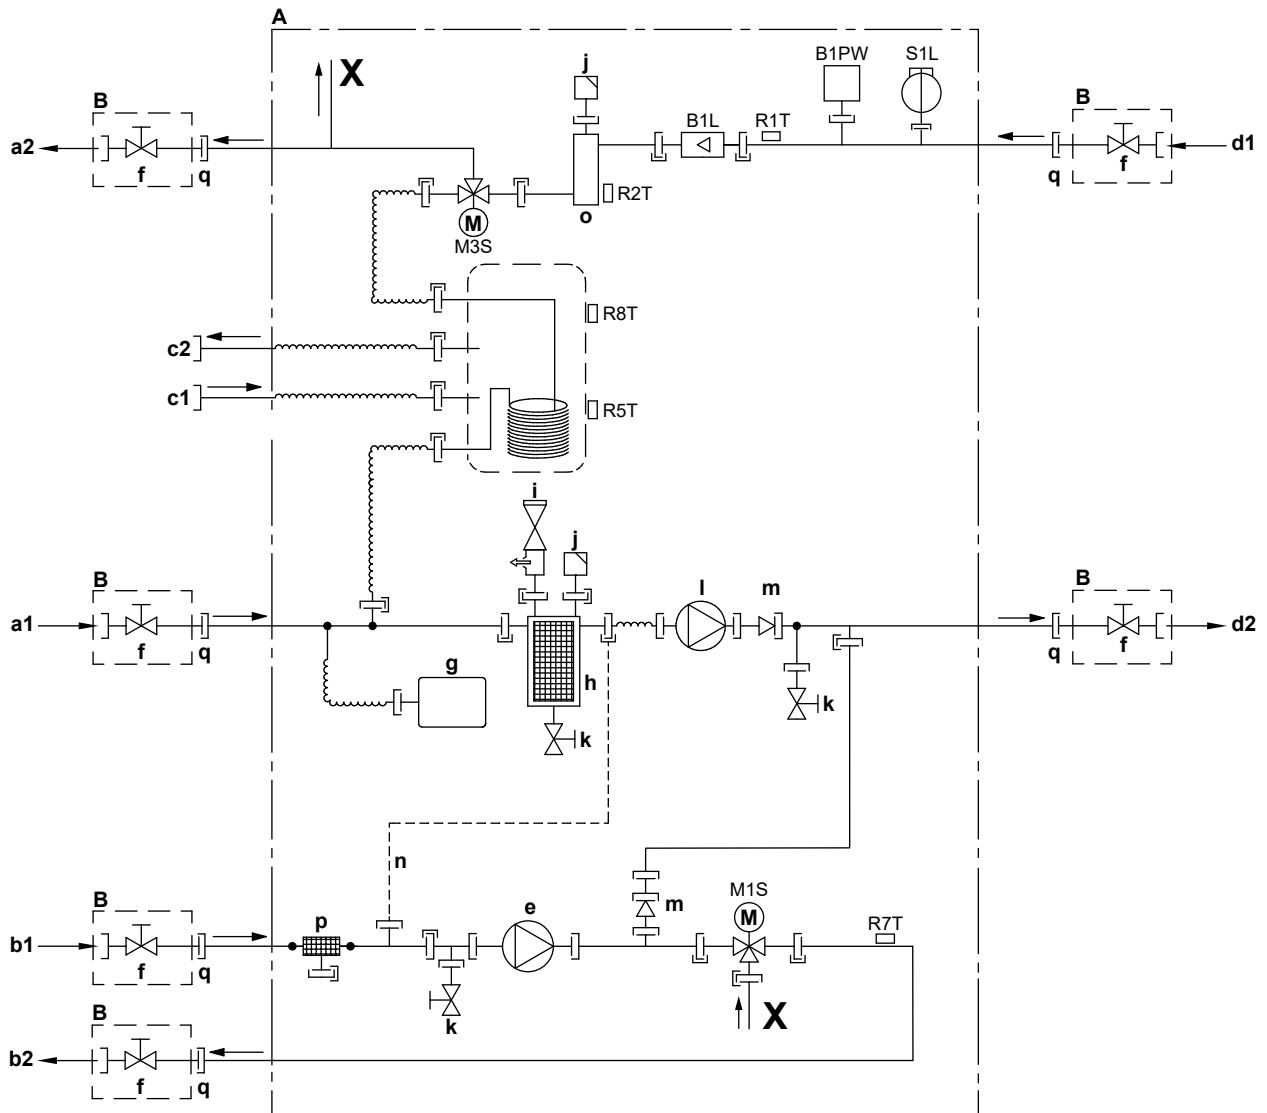 A
X
j
B1PW
S1L
B
B
B1L
R1T
a2
d1
f
q
q
f
R2T
o
M
M3S
R8T
c2
c1
R5T
i
j
B
l
m
B
a1
d2
f
q
q
f
g
h
k
k
n
M1S
B
p
e
m
M
R7T
b1
f
q
k
X
B
b2
f
q